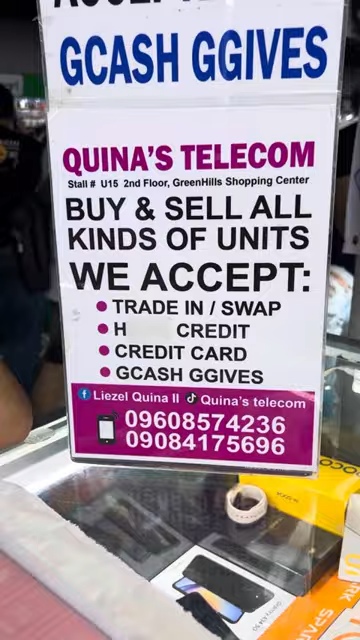 GCASH GGIVES
QUINA'S TELECOM
Stall # U15 2nd Floor, GreenHills Shopping Center
BUY & SELL ALL
KINDS OF UNITS
WE ACCEPT:
TRADE IN / SWAP
H CREDIT
CREDIT CARD
GCASH GGIVES
Liezel Quina II Quina's telecom
09608574236
09084175696